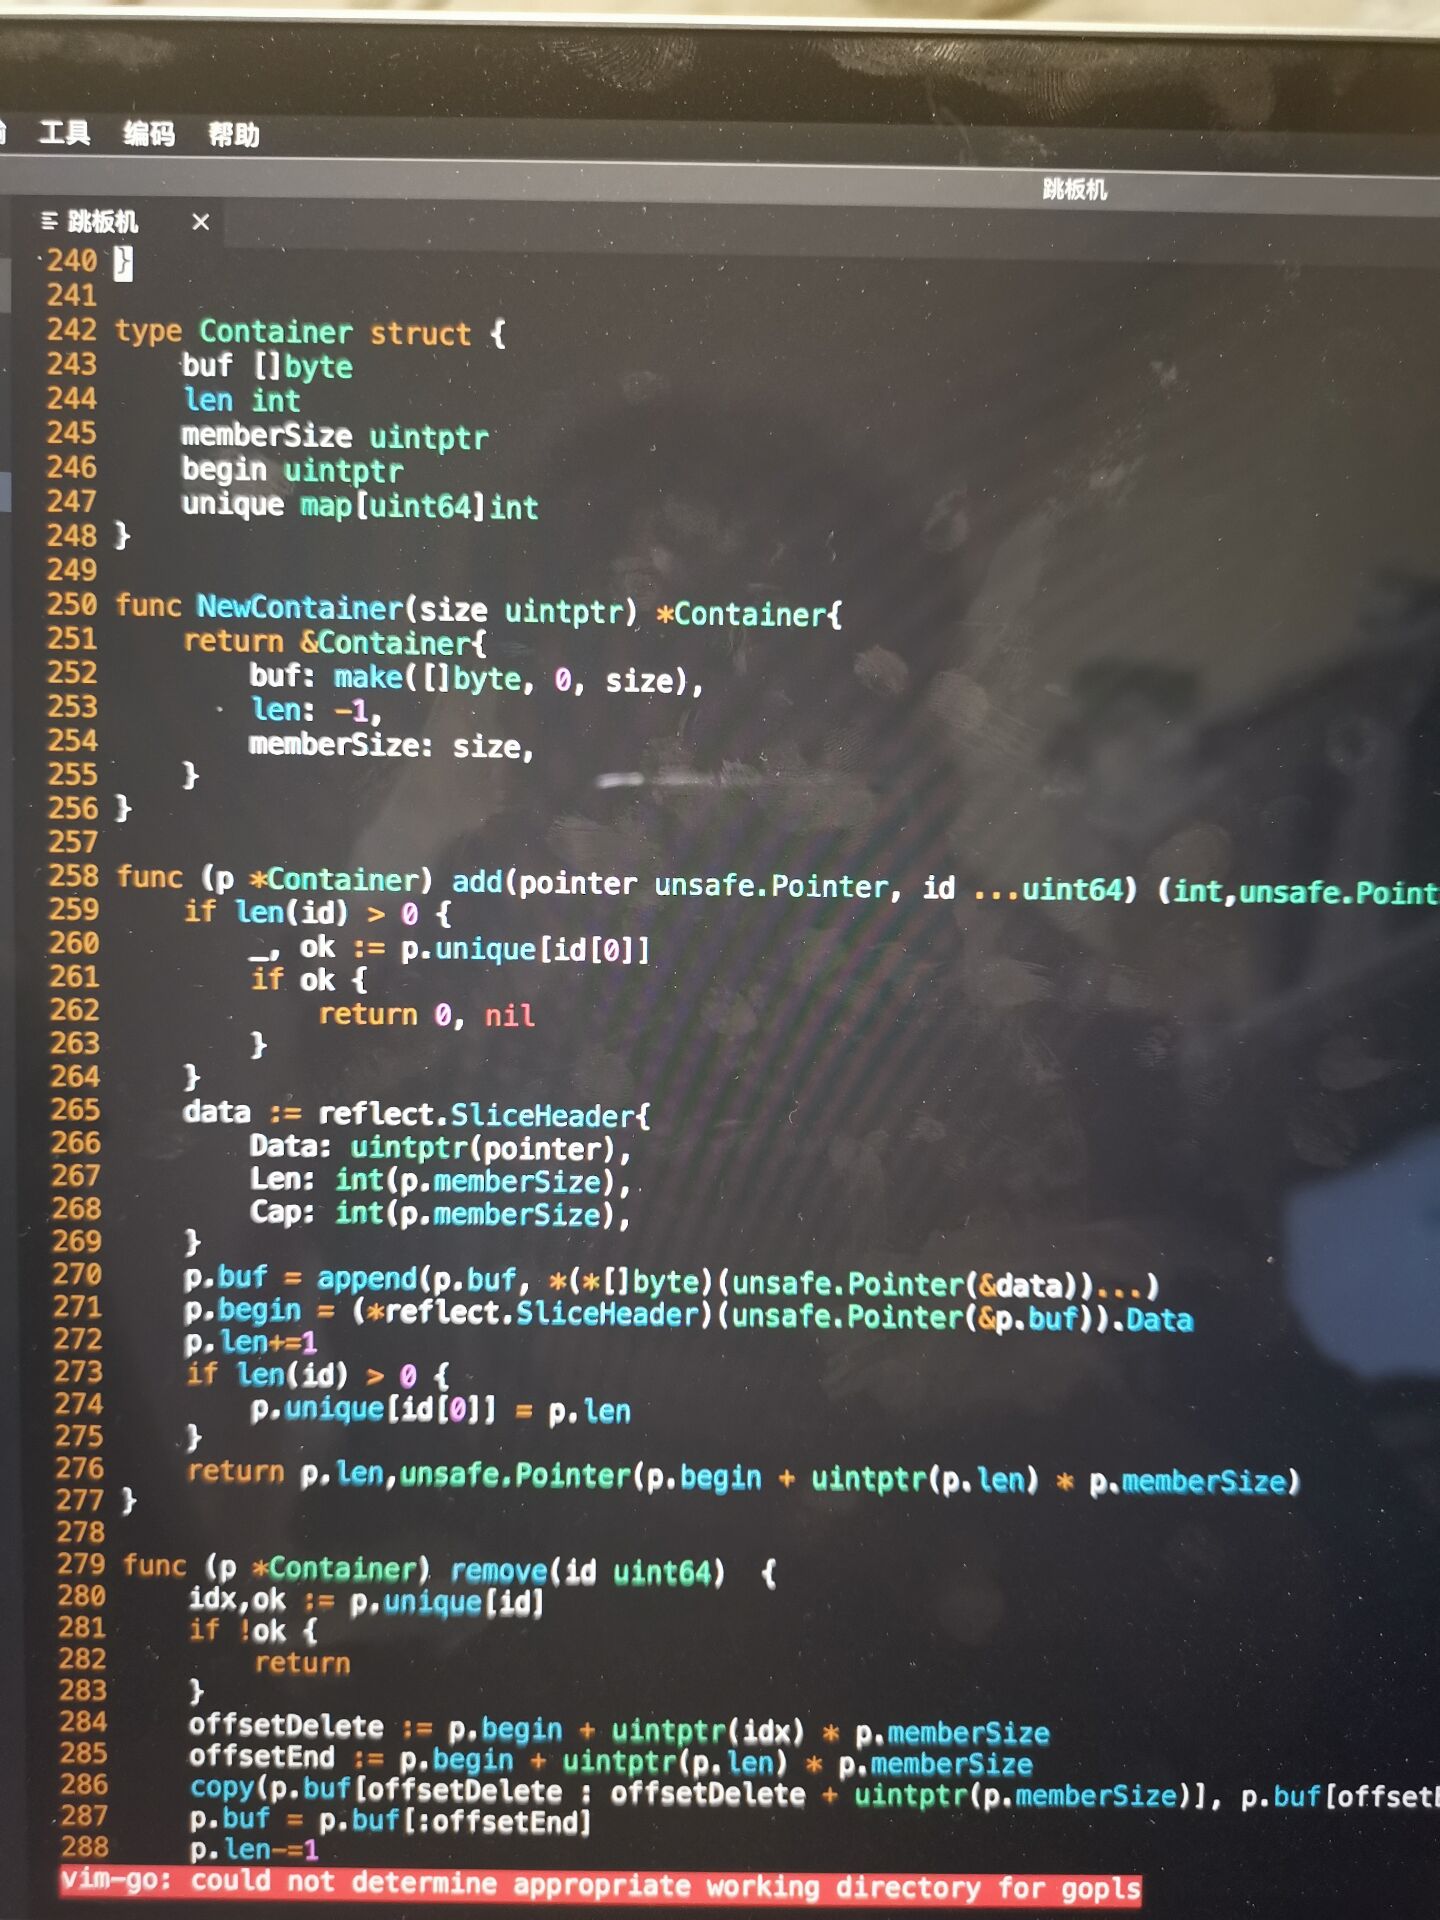 工具 编码 帮助
跳板机
跳板机 ×
240 }
241
242 type Container struct {
243     buf []byte
244     len int
245     memberSize uintptr
246     begin uintptr
247     unique map[uint64]int
248 }
249
250 func NewContainer(size uintptr) *Container{
251     return &Container{
252         buf: make([]byte, 0, size),
253         len: -1,
254         memberSize: size,
255     }
256 }
257
258 func (p *Container) add(pointer unsafe.Pointer, id ...uint64) (int,unsafe.Point
259     if len(id) > 0 {
260         _, ok := p.unique[id[0]]
261         if ok {
262             return 0, nil
263         }
264     }
265     data := reflect.SliceHeader{
266         Data: uintptr(pointer),
267         Len: int(p.memberSize),
268         Cap: int(p.memberSize),
269     }
270     p.buf = append(p.buf, *(*[]byte)(unsafe.Pointer(&data))...)
271     p.begin = (*reflect.SliceHeader)(unsafe.Pointer(&p.buf)).Data
272     p.len+=1
273     if len(id) > 0 {
274         p.unique[id[0]] = p.len
275     }
276     return p.len,unsafe.Pointer(p.begin + uintptr(p.len) * p.memberSize)
277 }
278
279 func (p *Container) remove(id uint64)  {
280     idx,ok := p.unique[id]
281     if !ok {
282         return
283     }
284     offsetDelete := p.begin + uintptr(idx) * p.memberSize
285     offsetEnd := p.begin + uintptr(p.len) * p.memberSize
286     copy(p.buf[offsetDelete : offsetDelete + uintptr(p.memberSize)], p.buf[offsetE
287     p.buf = p.buf[:offsetEnd]
288     p.len-=1
vim-go: could not determine appropriate working directory for gopls